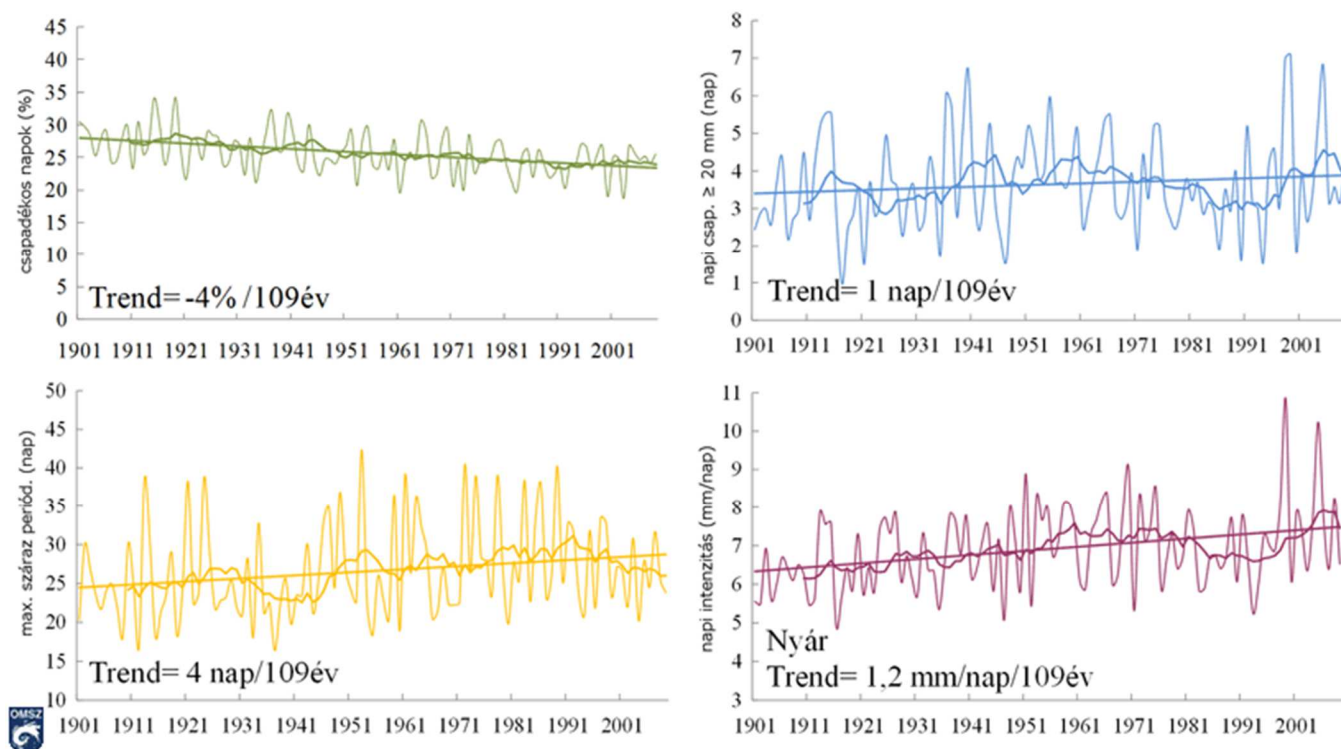 45
40
35
30
25
20
15
10
5
0
csapadékos napok (%)
Trend= -4% /109év
1901 1911 1921 1931 1941 1951 1961 1971 1981 1991 2001
8
7
6
5
4
3
2
1
0
napi csap. ≥ 20 mm (nap)
Trend= 1 nap/109év
1901 1911 1921 1931 1941 1951 1961 1971 1981 1991 2001
50
45
40
35
30
25
20
15
10
max. száraz periód. (nap)
Trend= 4 nap/109év
1901 1911 1921 1931 1941 1951 1961 1971 1981 1991 2001
11
10
9
8
7
6
5
4
3
napi intenzitás (mm/nap)
Nyár
Trend= 1,2 mm/nap/109év
1901 1911 1921 1931 1941 1951 1961 1971 1981 1991 2001
OMSZ